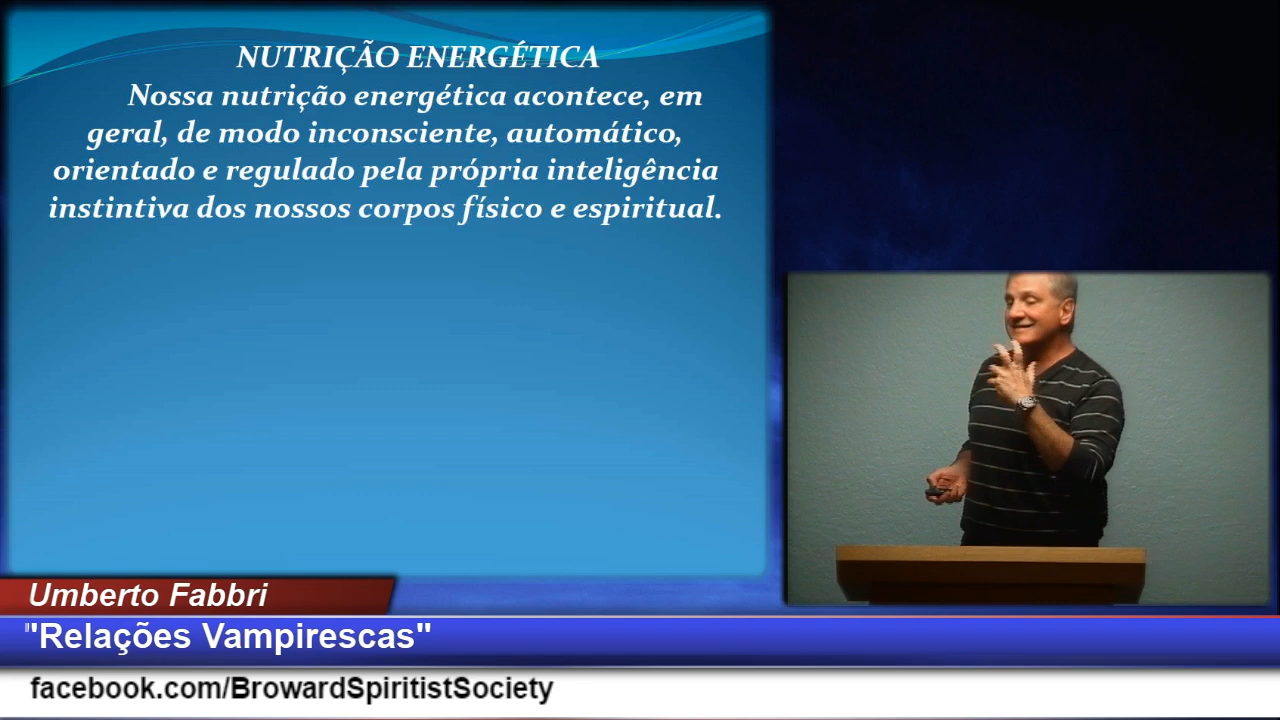 NUTRIÇÃO ENERGÉTICA
Nossa nutrição energética acontece, em
geral, de modo inconsciente, automático,
orientado e regulado pela própria inteligência
instintiva dos nossos corpos físico e espiritual.
Umberto Fabbri
"Relações Vampirescas"
facebook.com/BrowardSpiritistSociety